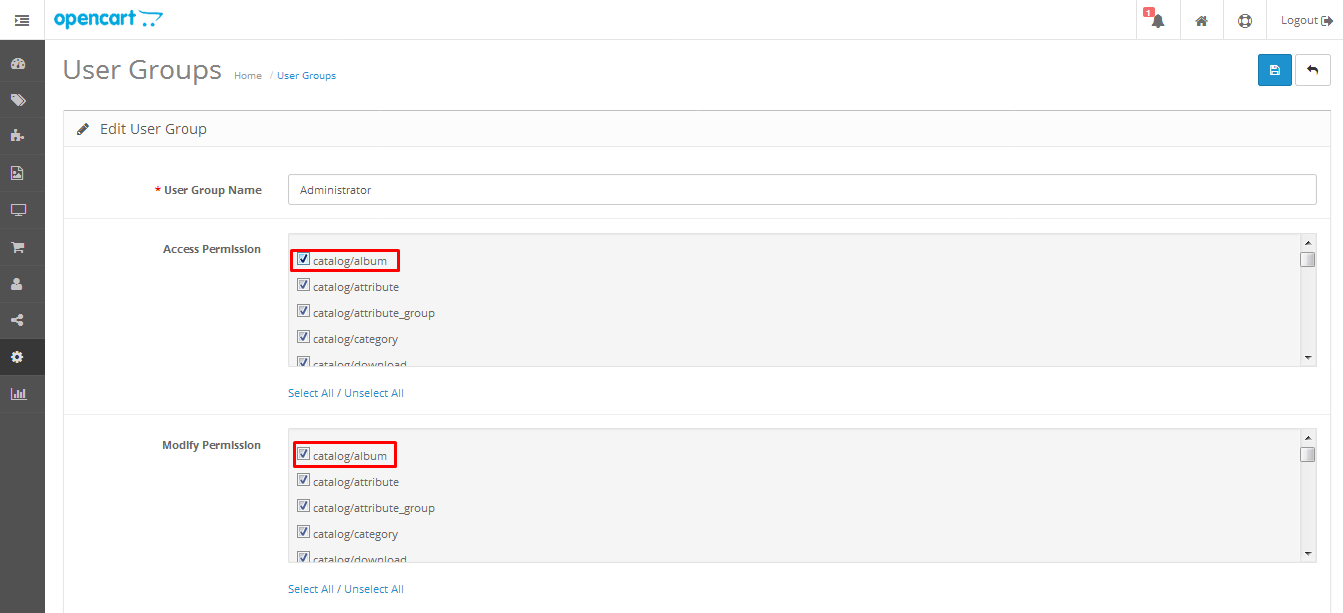 opencart
1
Logout
User Groups
Home / User Groups
Edit User Group
* User Group Name
Administrator
Access Permission
catalog/album
catalog/attribute
catalog/attribute_group
catalog/category
catalog/download
Select All / Unselect All
Modify Permission
catalog/album
catalog/attribute
catalog/attribute_group
catalog/category
catalog/download
Select All / Unselect All